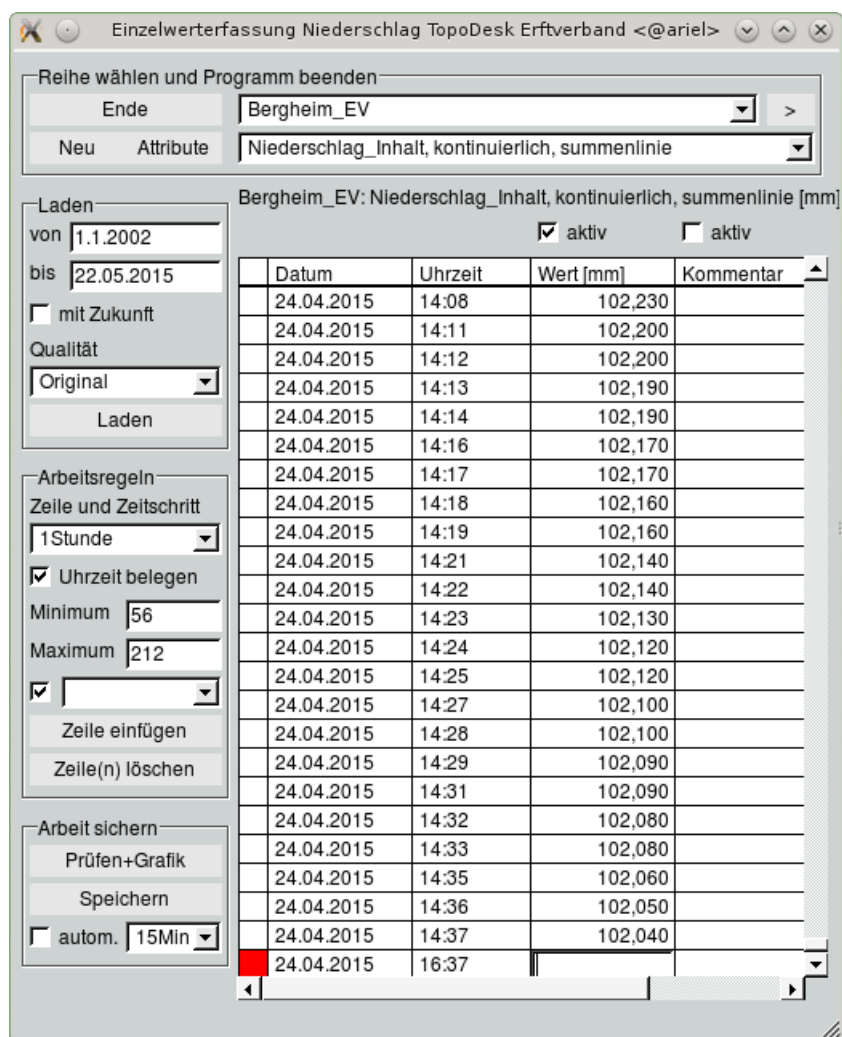 Einzelwerterfassung Niederschlag TopoDesk Erftverband <@ariel>
Reihe wählen und Programm beenden
Ende Bergheim_EV >
Neu Attribute Niederschlag_Inhalt, kontinuierlich, summenlinie
Bergheim_EV: Niederschlag_Inhalt, kontinuierlich, summenlinie [mm]
aktiv aktiv
Laden
von 1.1.2002
bis 22.05.2015
mit Zukunft
Qualität
Original
Laden
Arbeitsregeln
Zeile und Zeitschritt
1Stunde
Uhrzeit belegen
Minimum 56
Maximum 212
Zeile einfügen
Zeile(n) löschen
Arbeit sichern
Prüfen+Grafik
Speichern
autom. 15Min
Datum Uhrzeit Wert [mm] Kommentar
24.04.2015 14:08 102,230
24.04.2015 14:11 102,200
24.04.2015 14:12 102,200
24.04.2015 14:13 102,190
24.04.2015 14:14 102,190
24.04.2015 14:16 102,170
24.04.2015 14:17 102,170
24.04.2015 14:18 102,160
24.04.2015 14:19 102,160
24.04.2015 14:21 102,140
24.04.2015 14:22 102,140
24.04.2015 14:23 102,130
24.04.2015 14:24 102,120
24.04.2015 14:25 102,120
24.04.2015 14:27 102,100
24.04.2015 14:28 102,100
24.04.2015 14:29 102,090
24.04.2015 14:31 102,090
24.04.2015 14:32 102,080
24.04.2015 14:33 102,080
24.04.2015 14:35 102,060
24.04.2015 14:36 102,050
24.04.2015 14:37 102,040
24.04.2015 16:37